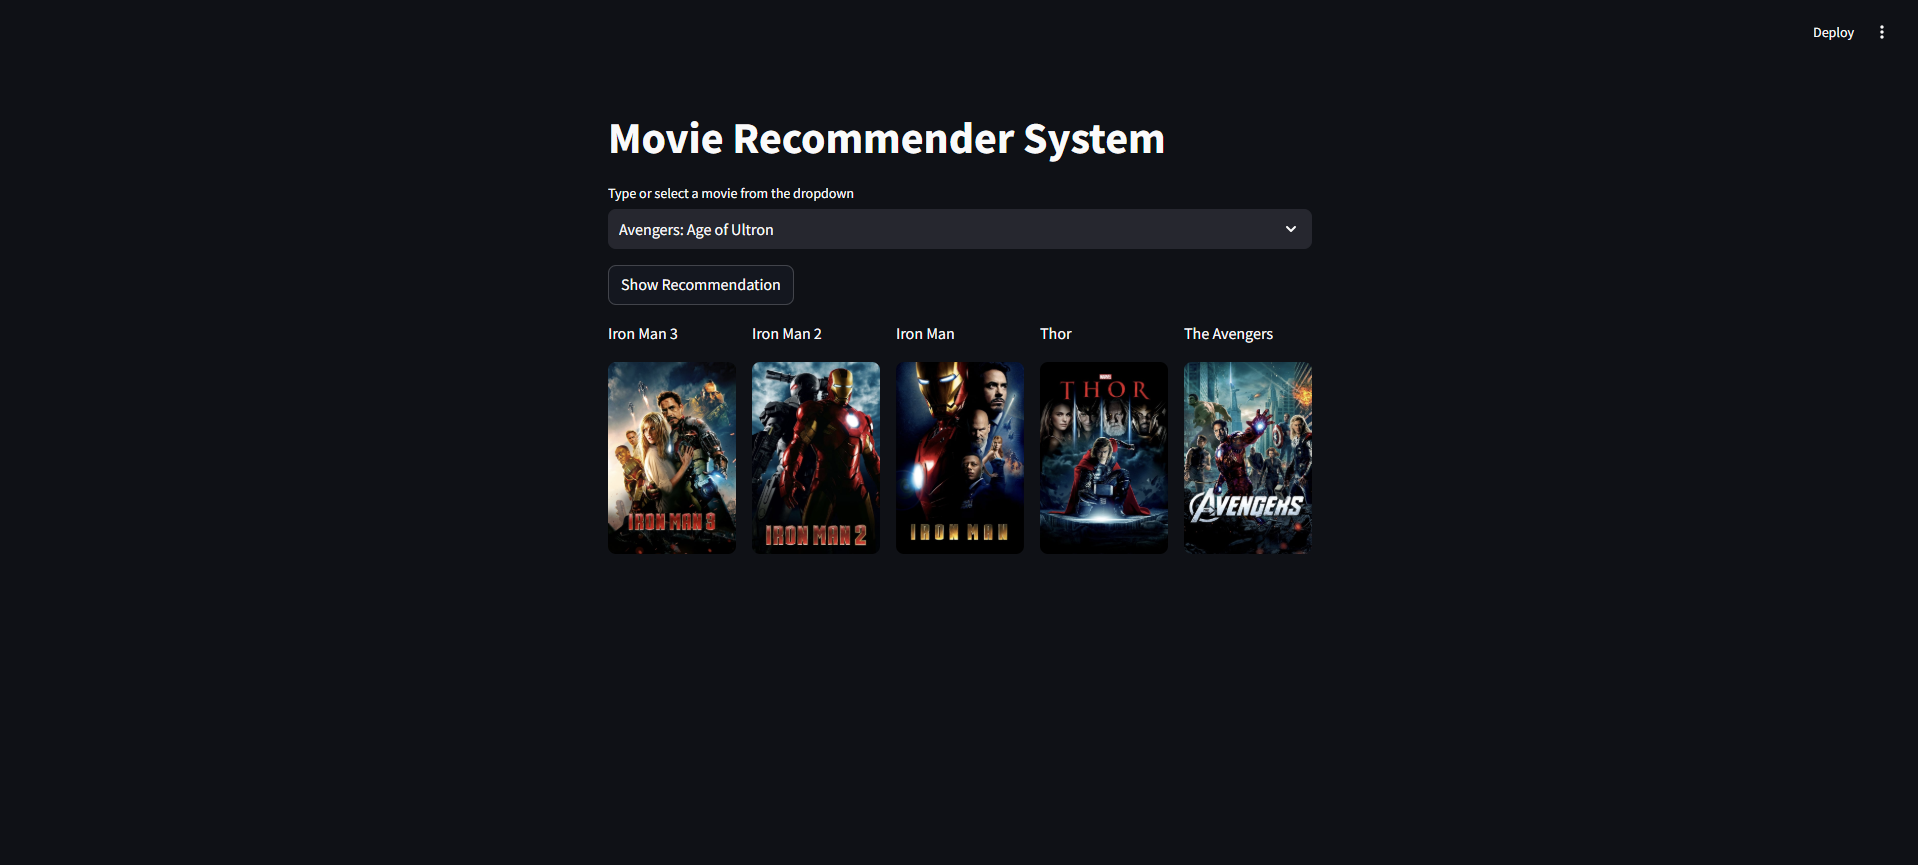 Deploy
Movie Recommender System
Type or select a movie from the dropdown
Avengers: Age of Ultron
Show Recommendation
Iron Man 3
Iron Man 2
Iron Man
Thor
The Avengers
IRON MAN 3
IRON MAN 2
IRON MAN
MARVEL
THOR
AVENGERS